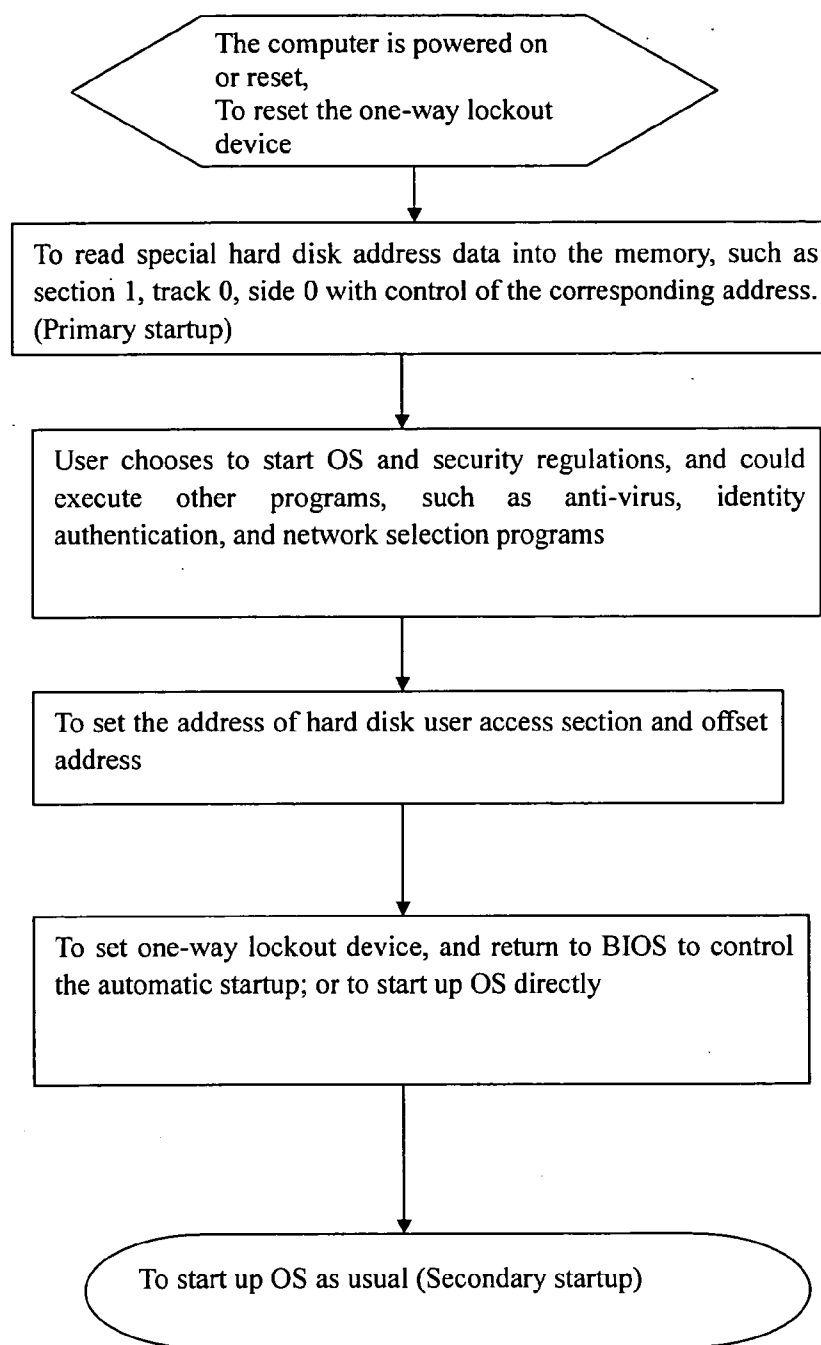 The computer is powered on
or reset,
To reset the one-way lockout
device
To read special hard disk address data into the memory, such as
section 1, track 0, side 0 with control of the corresponding address.
(Primary startup)
User chooses to start OS and security regulations, and could
execute other programs, such as anti-virus, identity
authentication, and network selection programs
To set the address of hard disk user access section and offset
address
To set one-way lockout device, and return to BIOS to control
the automatic startup; or to start up OS directly
To start up OS as usual (Secondary startup)